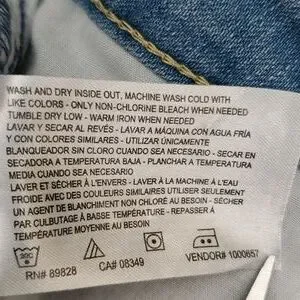 WASH AND DRY INSIDE OUT, MACHINE WASH COLD WITH
LIKE COLORS - ONLY NON-CHLORINE BLEACH WHEN NEEDED
TUMBLE DRY LOW - WARM IRON WHEN NEEDED
LAVAR Y SECAR AL REVÉS - LAVAR A MÁQUINA CON AGUA FRÍA
Y CON COLORES SIMILARES - UTILIZAR ÚNICAMENTE
BLANQUEADOR SIN CLORO CUANDO SEA NECESARIO - SECAR EN
SECADORA A TEMPERATURA BAJA - PLANCHAR A TEMPERATURA
MEDIA CUANDO SEA NECESARIO
LAVER ET SÉCHER À L'ENVERS - LAVER À LA MACHINE À L'EAU
FROIDE AVEC DES COULEURS SIMILAIRES UTILISER SEULEMENT
UN AGENT DE BLANCHIMENT NON CHLORÉ AU BESOIN - SÉCHER
PAR CULBUTAGE À BASSE TEMPÉRATURE - REPASSER À
TEMPÉRATURE MOYENNE AU BESOIN
30C
RN# 89828 CA# 08349 VENDOR# 1000657